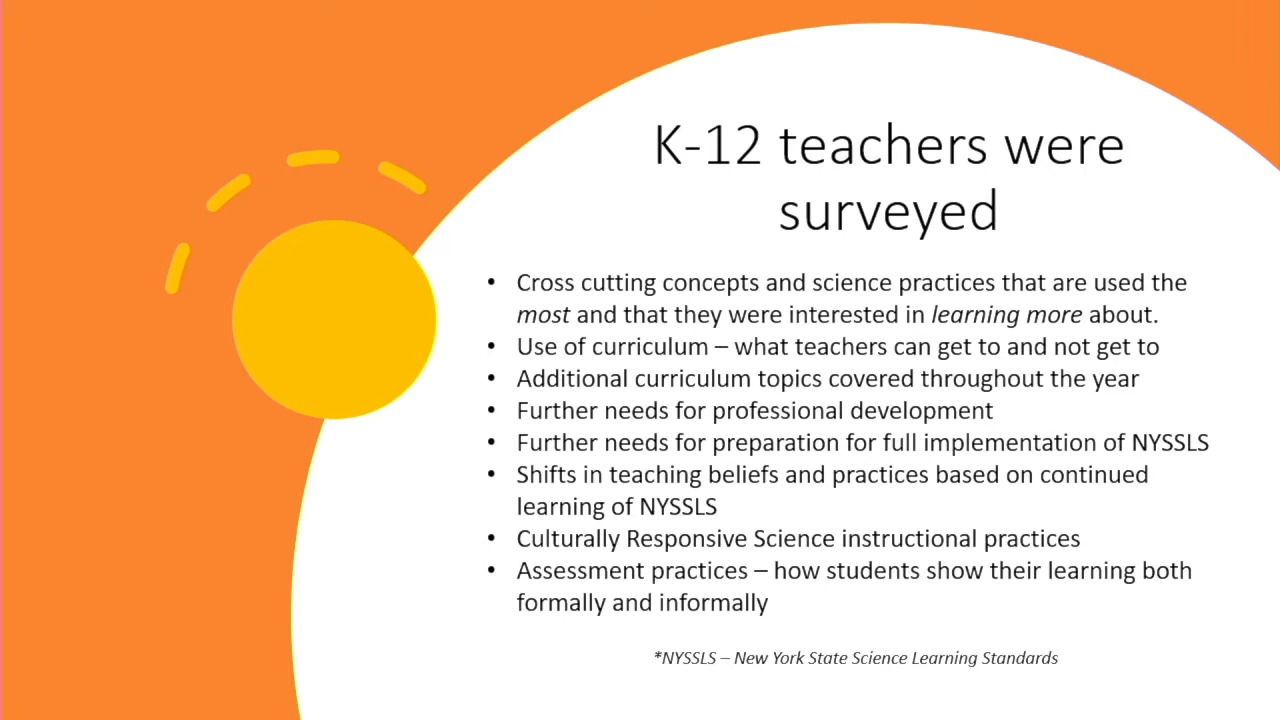 K-12 teachers were
surveyed
• Cross cutting concepts and science practices that are used the
most and that they were interested in learning more about.
• Use of curriculum – what teachers can get to and not get to
• Additional curriculum topics covered throughout the year
• Further needs for professional development
• Further needs for preparation for full implementation of NYSSLS
• Shifts in teaching beliefs and practices based on continued
learning of NYSSLS
• Culturally Responsive Science instructional practices
• Assessment practices – how students show their learning both
formally and informally
*NYSSLS – New York State Science Learning Standards